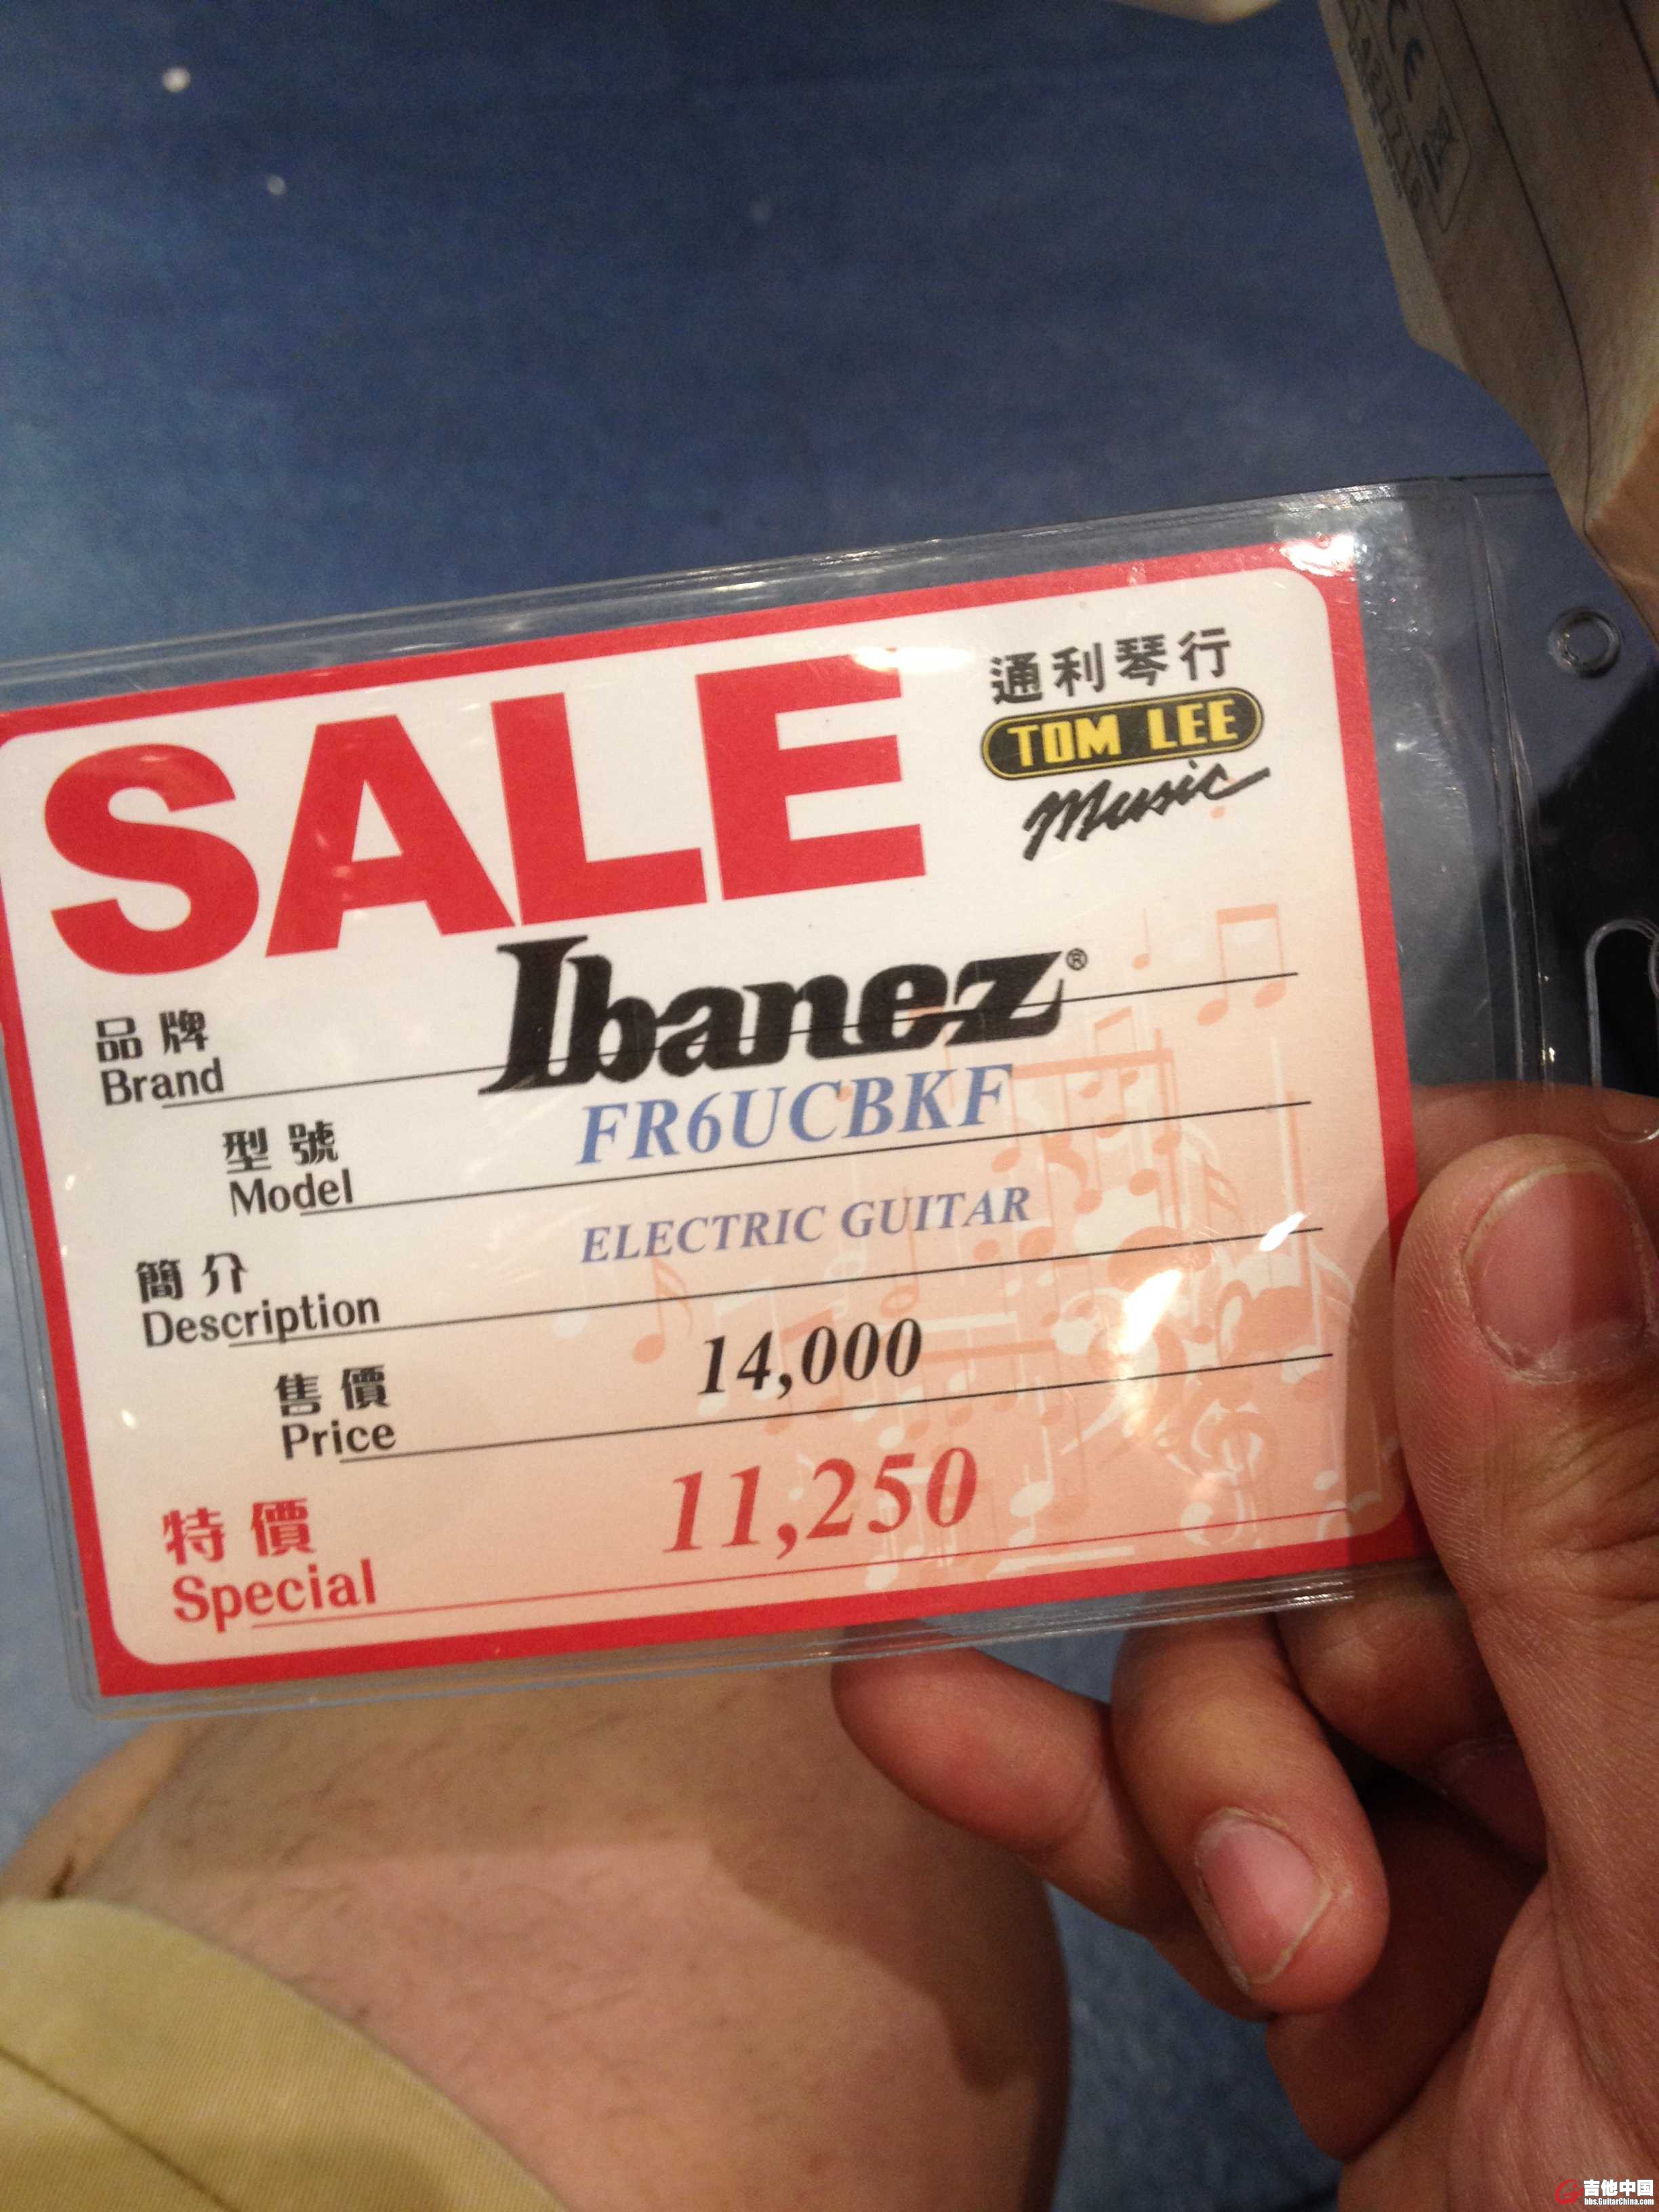 SALE
通利琴行
TOM LEE
Music
品牌
Brand
Ibanez®
型號
Model
FR6UCBKF
簡介
Description
ELECTRIC GUITAR
售價
Price
14,000
特價
Special
11,250
吉他中国
bbs.GuitarChina.com